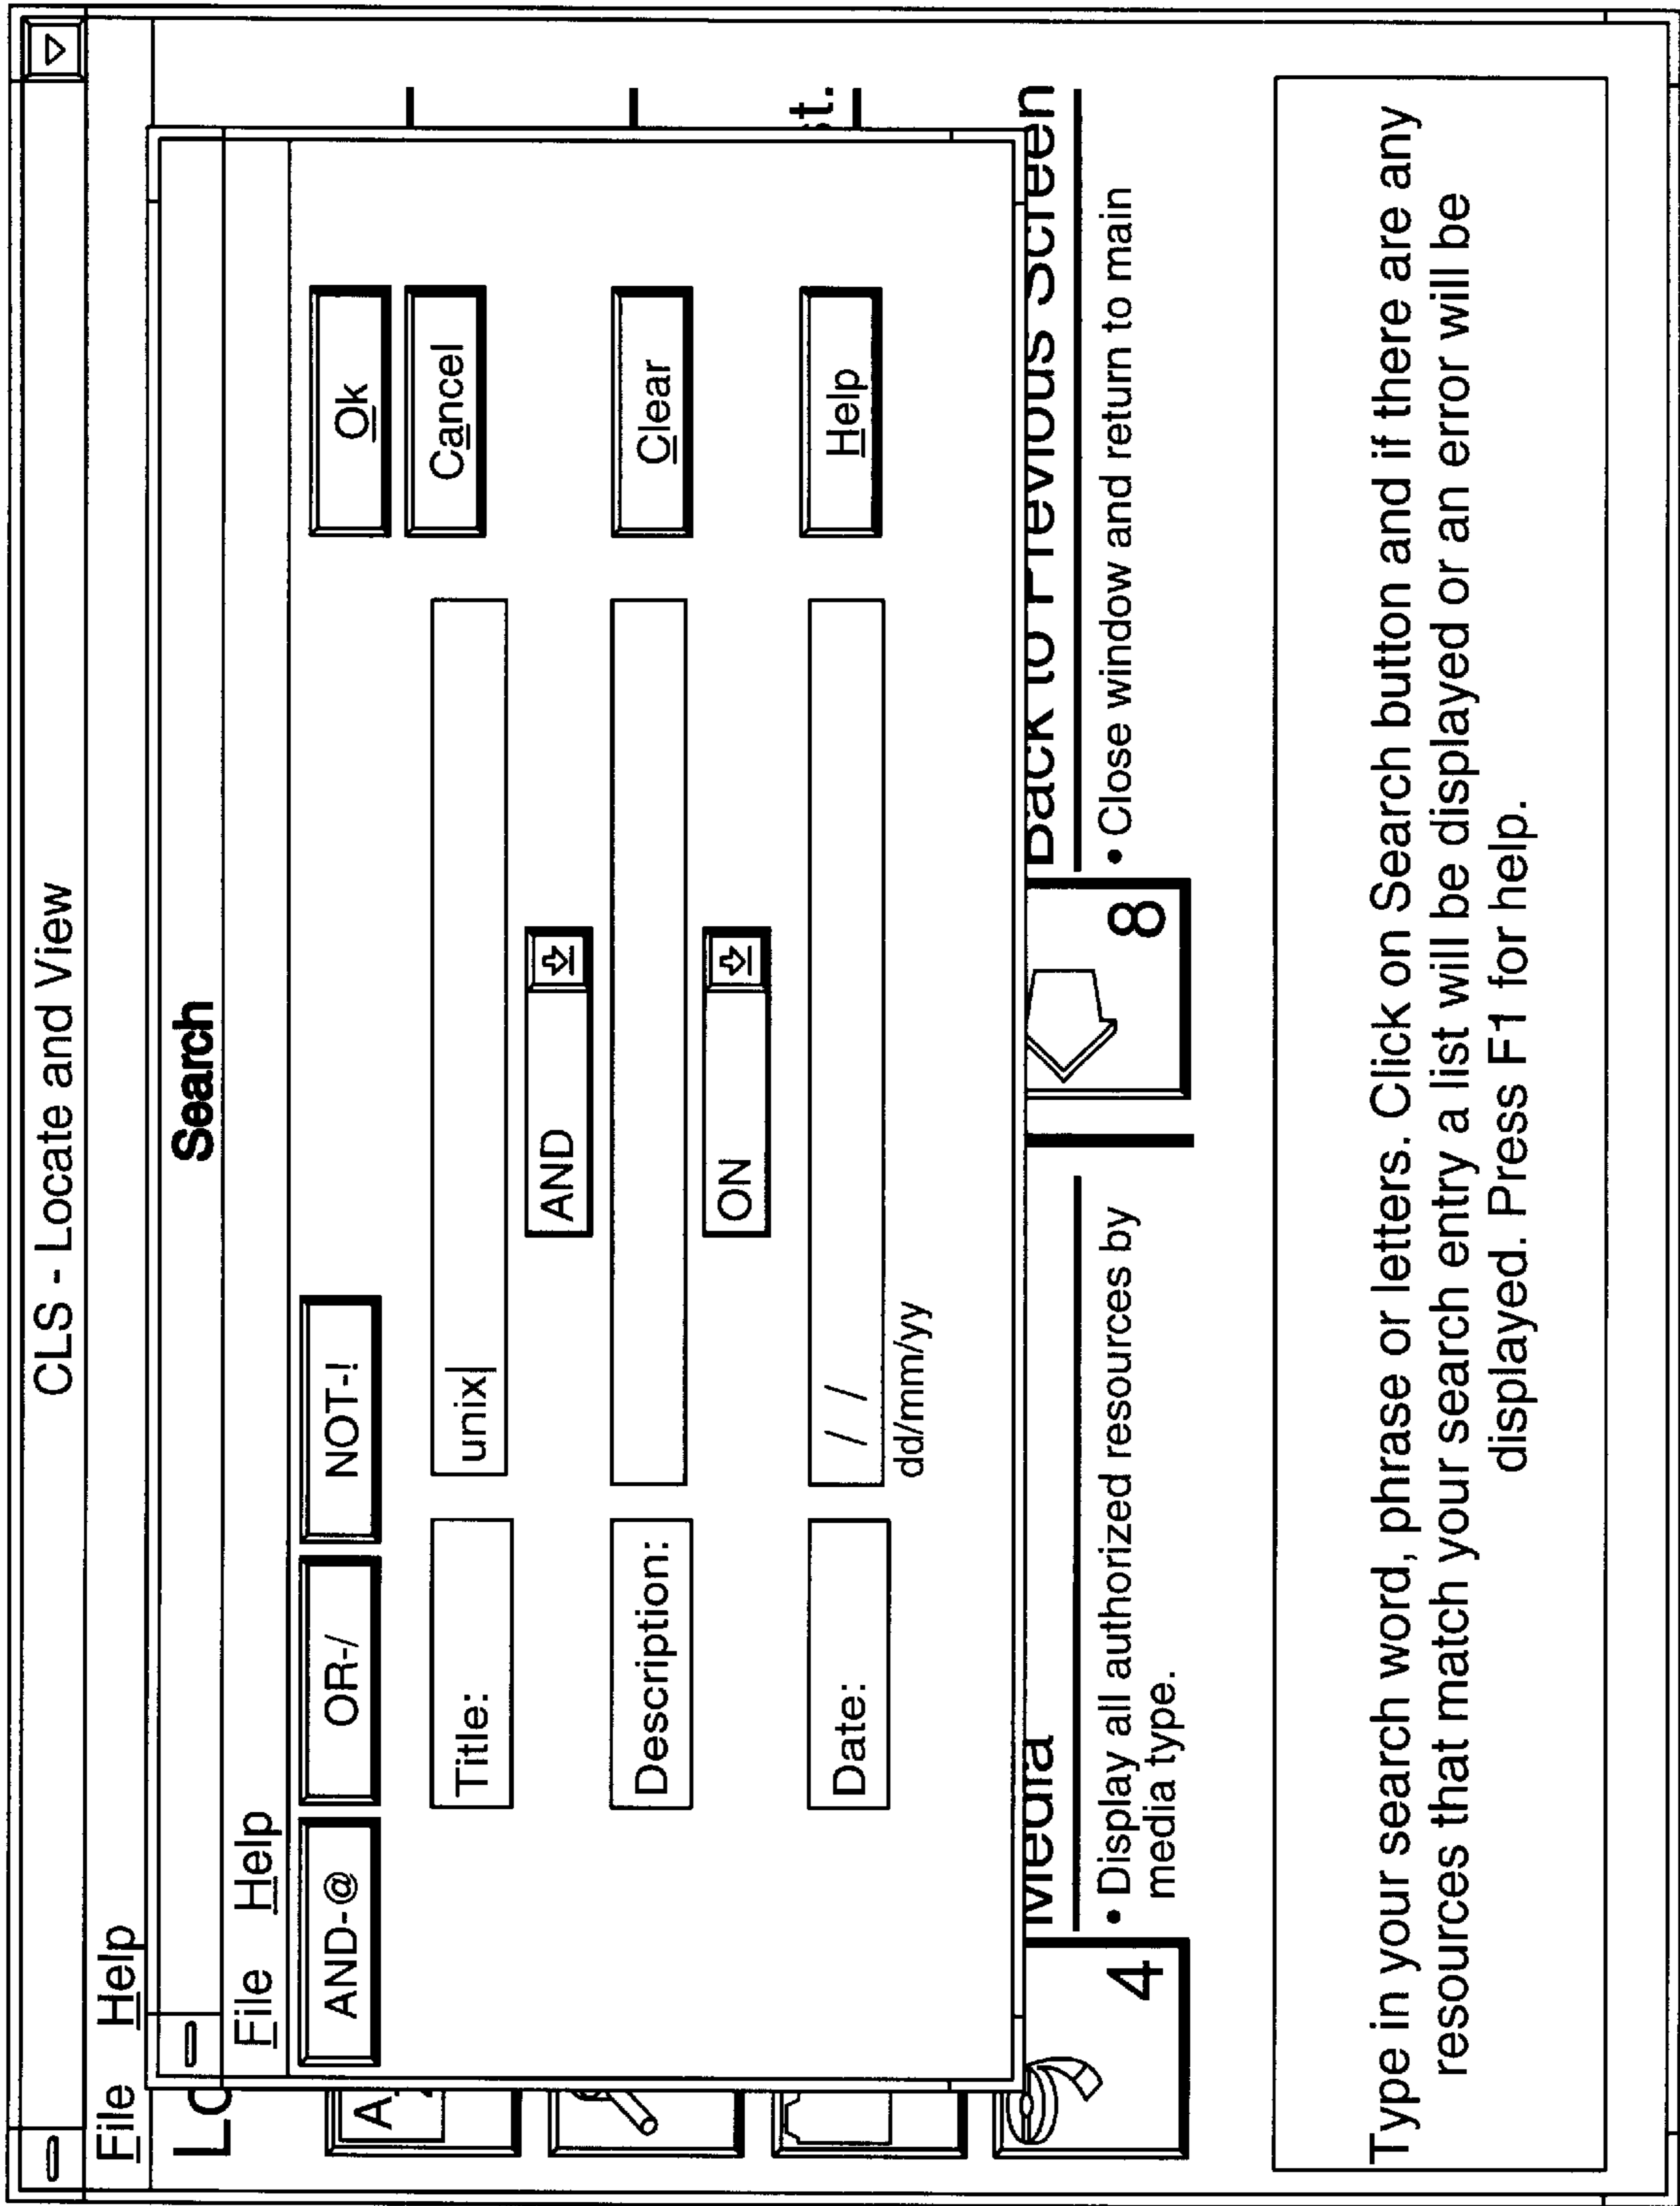 CLS - Locate and View
File Help
Search
File Help
AND-@ OR-/ NOT-!
Ok
Cancel
Title: unix
AND
Description:
Clear
ON
Date: / /
Help
dd/mm/yy
st.
Media
Back to Previous Screen
4
• Display all authorized resources by
media type.
8
• Close window and return to main
Type in your search word, phrase or letters. Click on Search button and if there are any
resources that match your search entry a list will be displayed or an error will be
displayed. Press F1 for help.